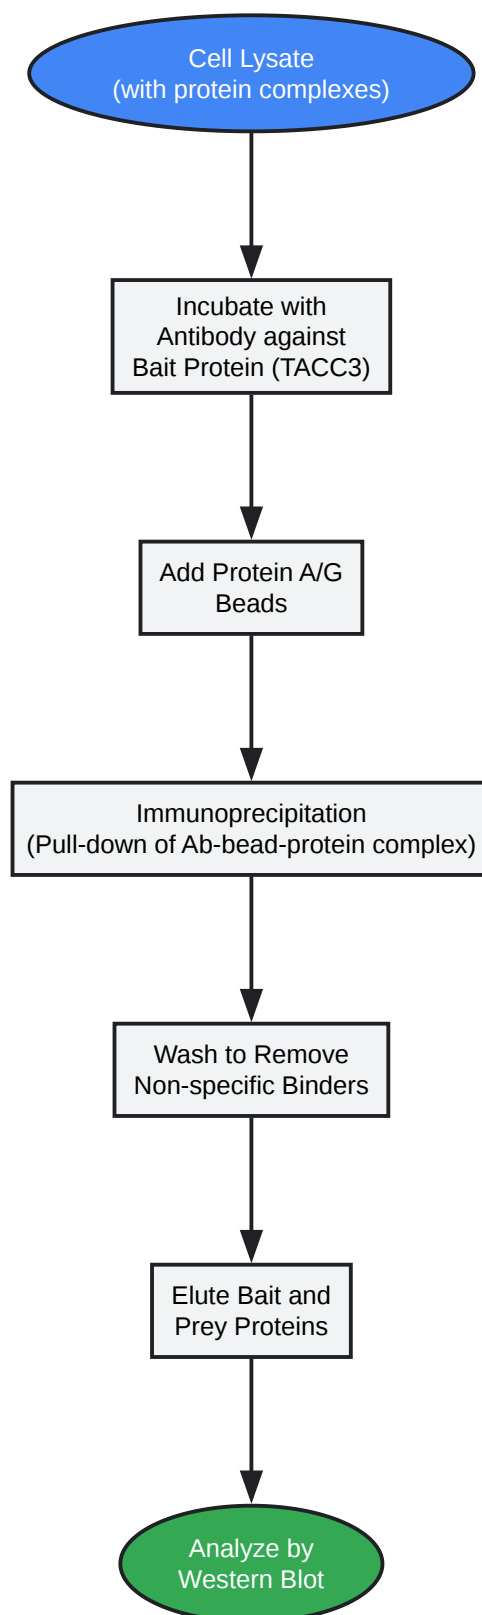 Cell Lysate
(with protein complexes)
Incubate with
Antibody against
Bait Protein (TACC3)
Add Protein A/G
Beads
Immunoprecipitation
(Pull-down of Ab-bead-protein complex)
Wash to Remove
Non-specific Binders
Elute Bait and
Prey Proteins
Analyze by
Western Blot